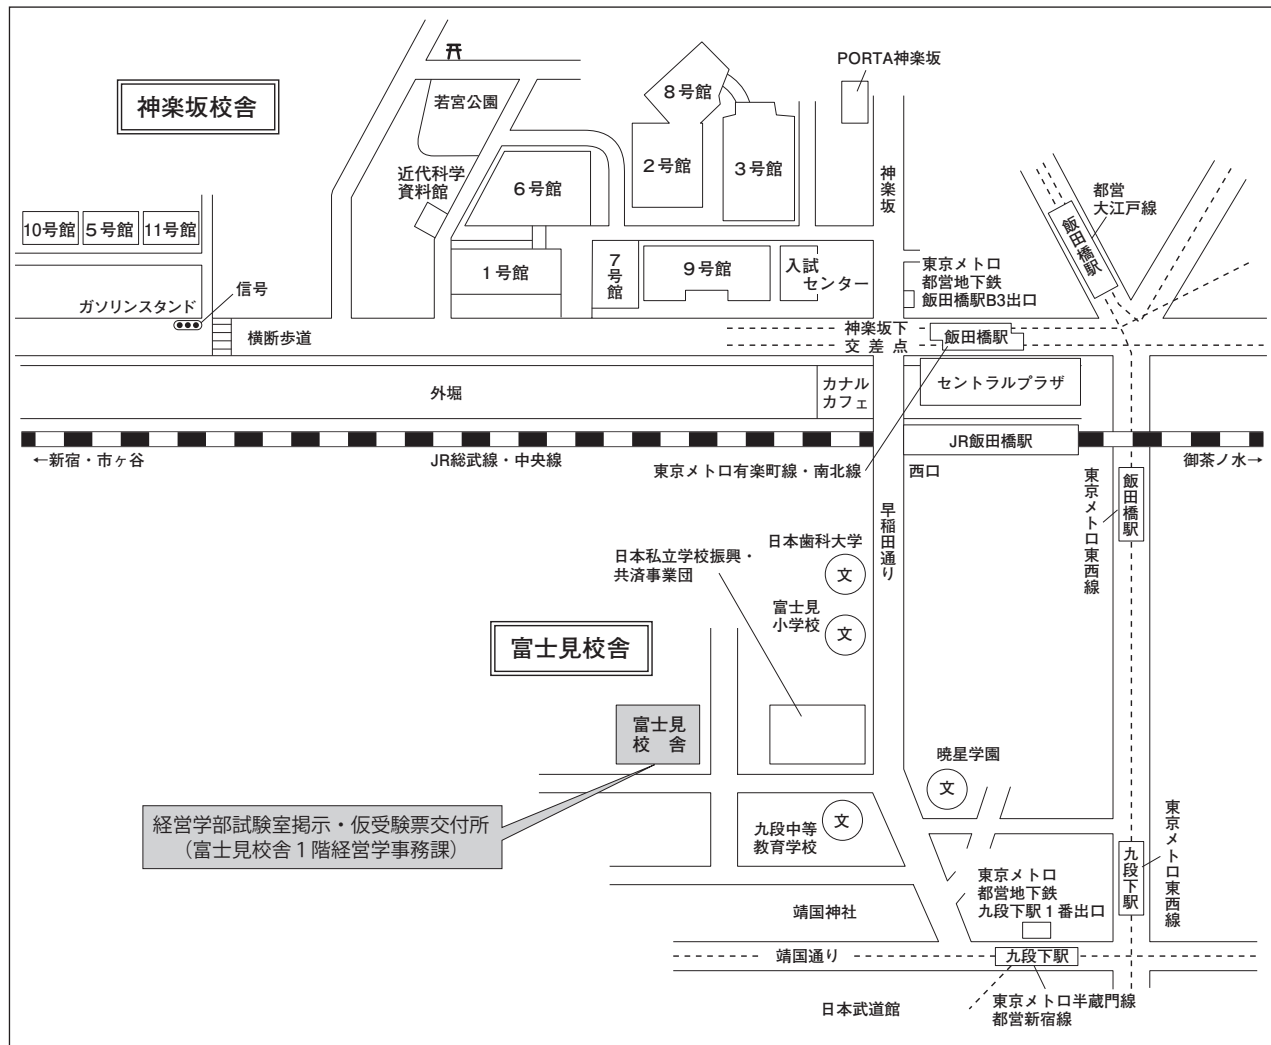 神楽坂校舎
若宮公園
近代科学
資料館
6号館
8号館
2号館
3号館
PORTA神楽坂
神楽坂
都営
大江戸線
飯田橋駅
10号館
5号館
11号館
1号館
7号館
9号館
入試
センター
東京メトロ
都営地下鉄
飯田橋駅B3出口
ガソリンスタンド
信号
横断歩道
神楽坂下
交差点
飯田橋駅
外堀
カナル
カフェ
セントラルプラザ
JR飯田橋駅
←新宿・市ヶ谷
JR総武線・中央線
東京メトロ有楽町線・南北線
西口
御茶ノ水→
早稲田通り
東京メトロ東西線
飯田橋駅
日本歯科大学
文
日本私立学校振興・
共済事業団
富士見
小学校
文
富士見校舎
富士見
校 舎
経営学部試験室掲示・仮受験票交付所
（富士見校舎1階経営学事務課）
暁星学園
文
九段中等
教育学校
文
東京メトロ東西線
九段下駅
東京メトロ
都営地下鉄
九段下駅1番出口
靖国神社
靖国通り
九段下駅
日本武道館
東京メトロ半蔵門線
都営新宿線